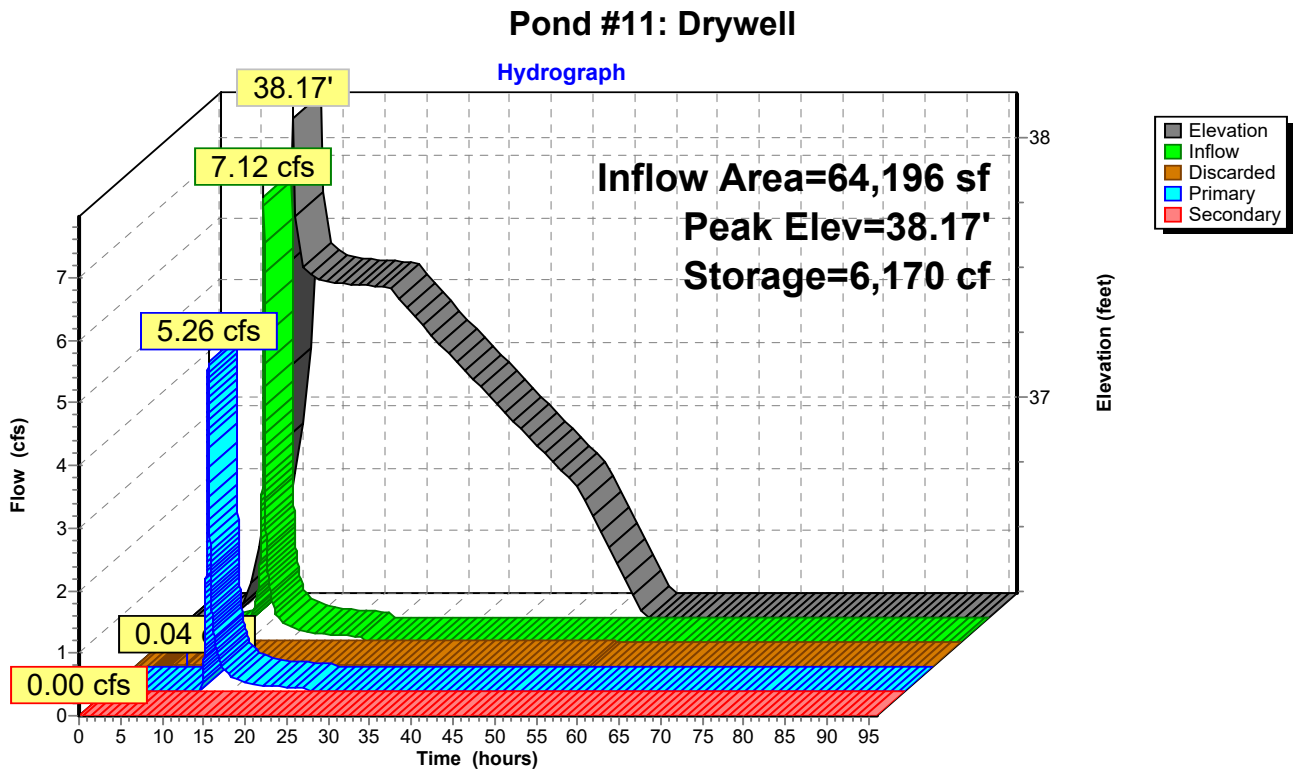 Pond #11: Drywell
Hydrograph
38.17'
7.12 cfs
5.26 cfs
0.04
0.00 cfs
Inflow Area=64,196 sf
Peak Elev=38.17'
Storage=6,170 cf
Elevation
Inflow
Discarded
Primary
Secondary
38
37
Elevation (feet)
Flow (cfs)
7
6
5
4
3
2
1
0
0 5 10 15 20 25 30 35 40 45 50 55 60 65 70 75 80 85 90 95
Time (hours)